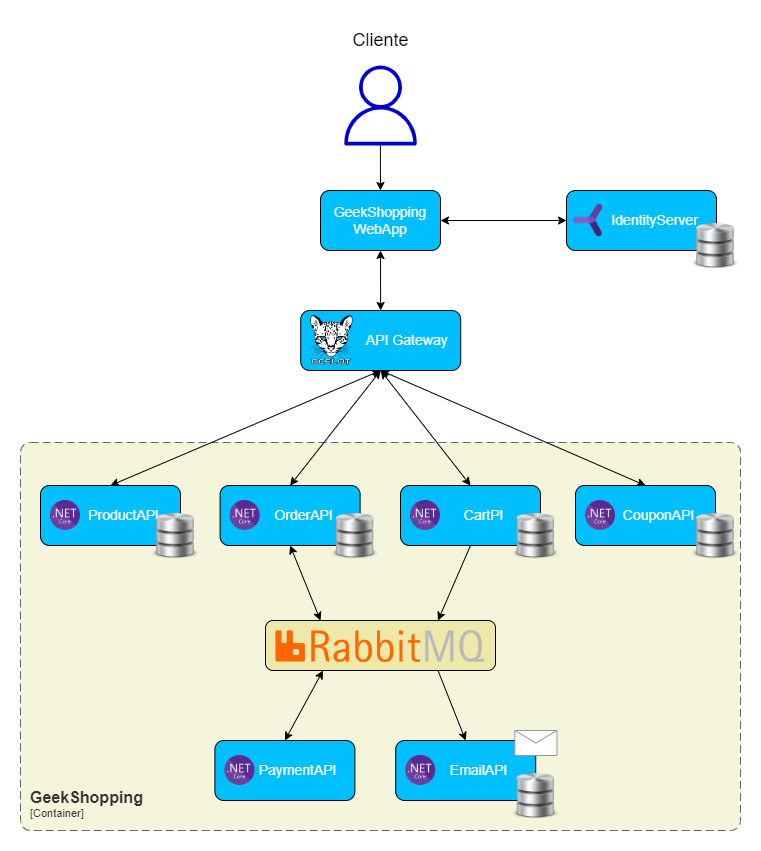 Cliente
GeekShopping
WebApp
IdentityServer
OCELOT
API Gateway
.NET
Core
ProductAPI
.NET
Core
OrderAPI
.NET
Core
CartPI
.NET
Core
CouponAPI
RabbitMQ
.NET
Core
PaymentAPI
.NET
Core
EmailAPI
GeekShopping
[Container]